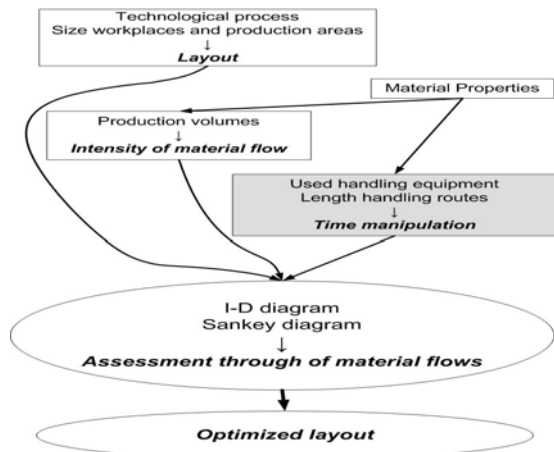 Technological process
Size workplaces and production areas
↓
Layout
Material Properties
Production volumes
↓
Intensity of material flow
Used handling equipment
Length handling routes
↓
Time manipulation
I-D diagram
Sankey diagram
↓
Assessment through of material flows
Optimized layout